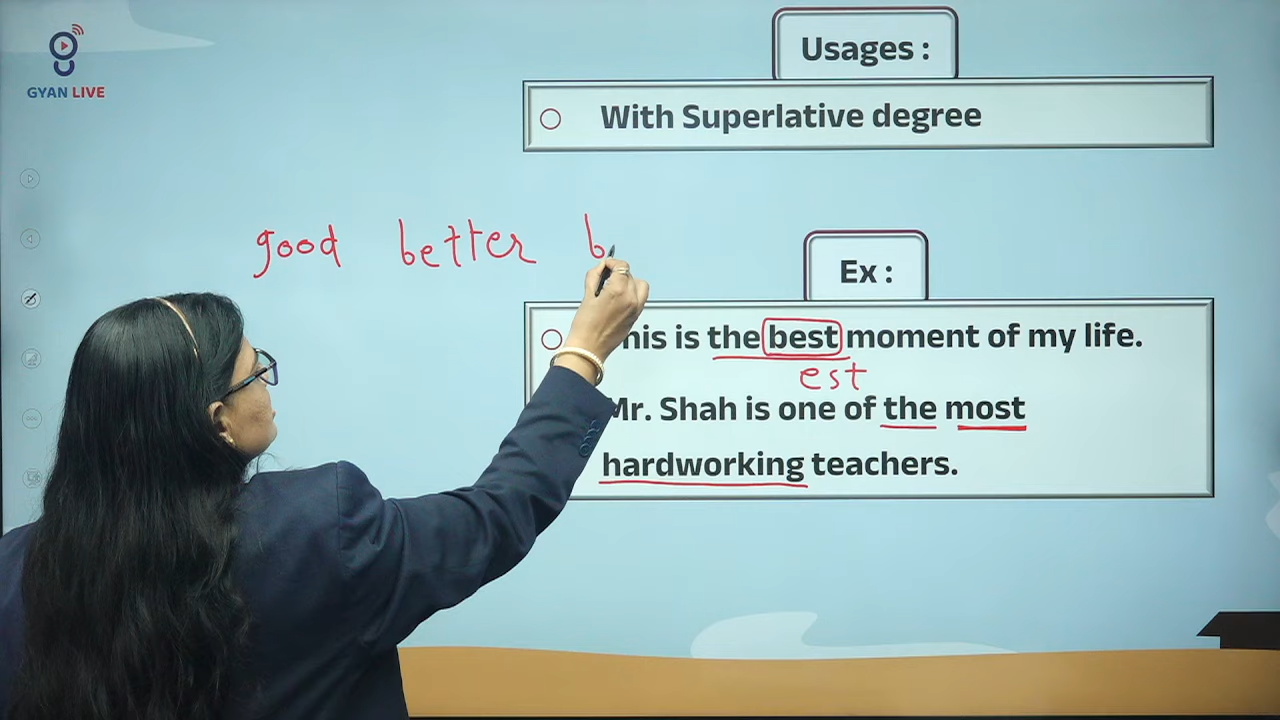 GYAN LIVE
Usages :
With Superlative degree
good better b
Ex :
his is the best moment of my life.
est
Mr. Shah is one of the most
hardworking teachers.